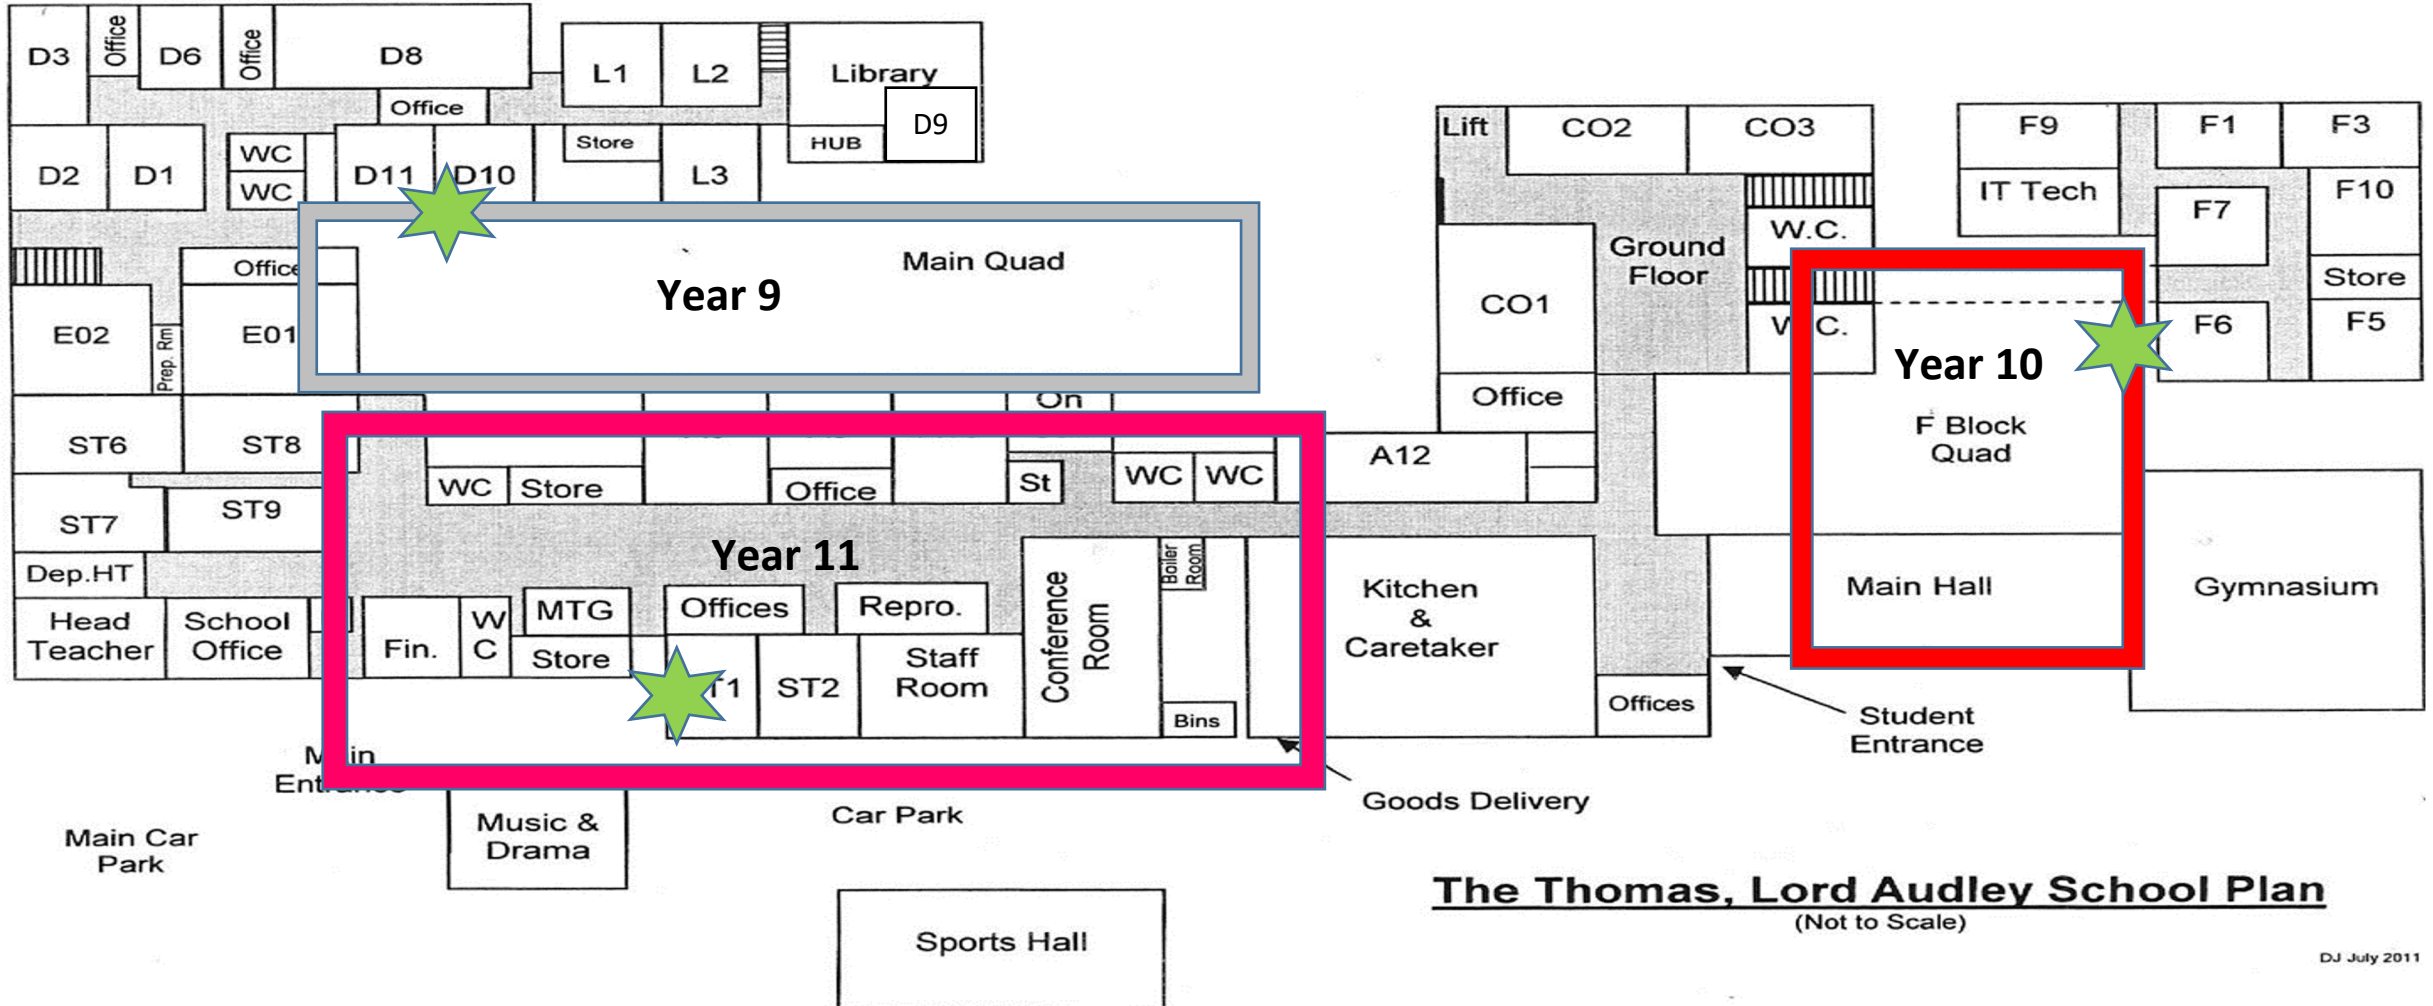 D3
Office
D6
Office
D8
L1
L2
Library
D9
HUB
Office
Store
D2
D1
WC
WC
D11
D10
L3
Lift
CO2
CO3
F9
F1
F3
IT Tech
F7
F10
W.C.
Ground
Floor
Office
Main Quad
Year 9
E02
Prep. Rm
E01
CO1
W.C.
Store
F6
F5
Year 10
F Block
Quad
Office
On
ST6
ST8
A12
WC
Store
Office
St
WC
WC
ST7
ST9
Year 11
Dep.HT
Head
Teacher
School
Office
Fin.
W
C
MTG
Store
Offices
Repro.
T1
ST2
Staff
Room
Conference
Room
Boiler
Room
Bins
Kitchen
&
Caretaker
Main Hall
Gymnasium
Offices
Student
Entrance
Main
Entrance
Goods Delivery
Car Park
Main Car
Park
Music &
Drama
Sports Hall
The Thomas, Lord Audley School Plan
(Not to Scale)
DJ July 2011